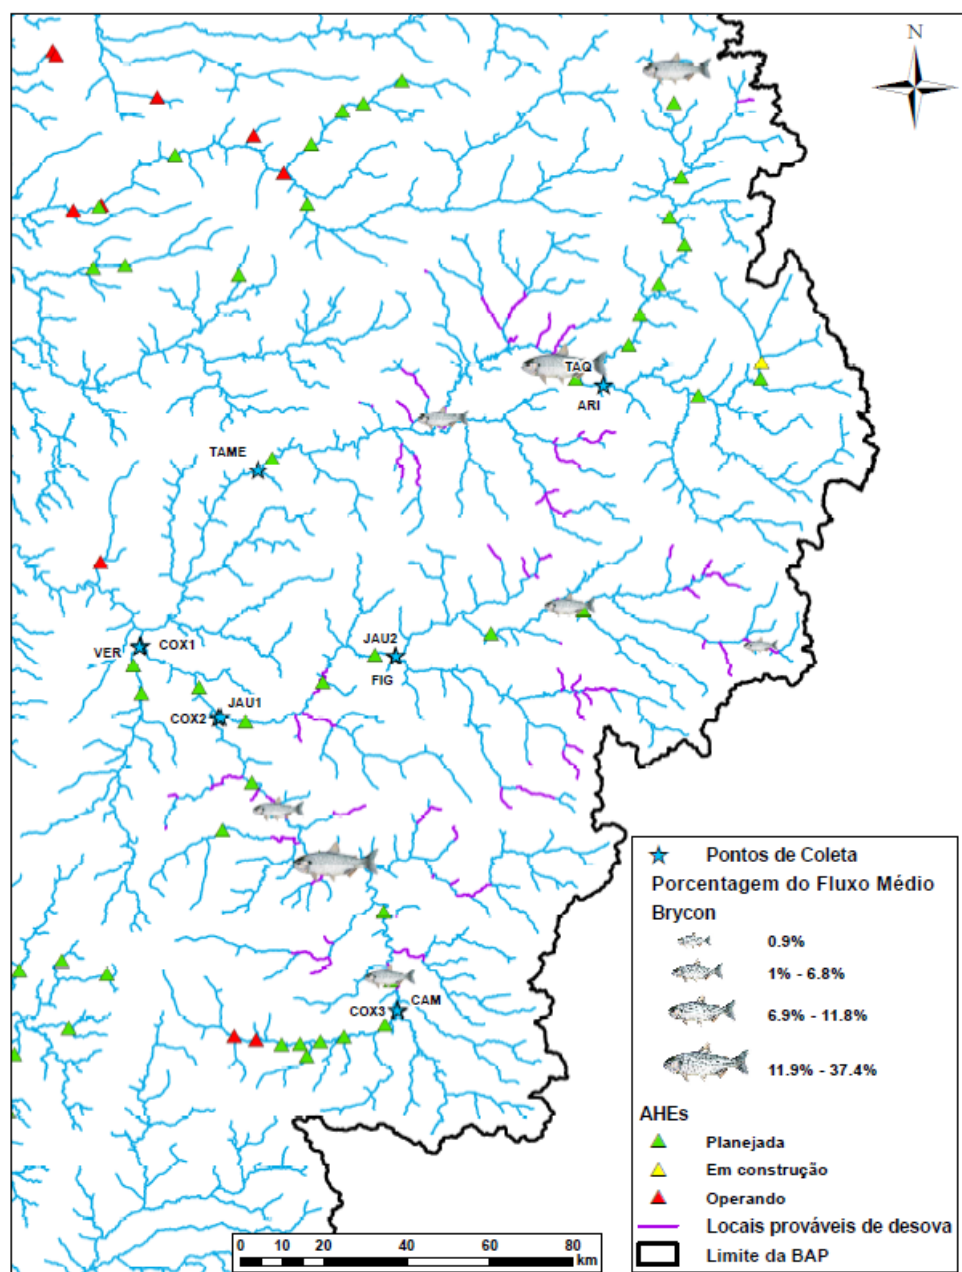 N
TAQ
ARI
TAME
COX1
VER
JAU2
FIG
JAU1
COX2
CAM
COX3
Pontos de Coleta
Porcentagem do Fluxo Médio
Brycon
0.9%
1% - 6.8%
6.9% - 11.8%
11.9% - 37.4%
AHEs
Planejada
Em construção
Operando
Locais prováveis de desova
Limite da BAP
0 5 10 20 40 60 80
km